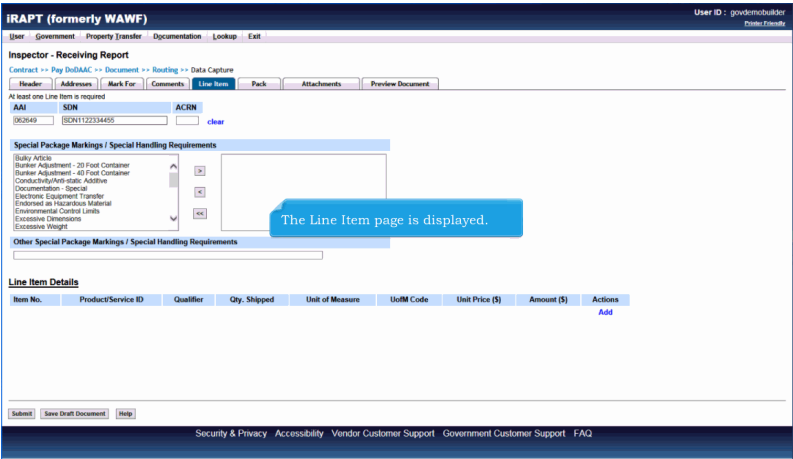 iRAPT (formerly WAWF)
User ID : govdemobuilder
Printer Friendly
User Government Property Transfer Documentation Lookup Exit
Inspector - Receiving Report
Contract >> Pay DoDAAC >> Document >> Routing >> Data Capture
Header Addresses Mark For Comments Line Item Pack Attachments Preview Document
At least one Line Item is required
AAI SDN ACRN
062649 SDN1122334455 clear
Special Package Markings / Special Handling Requirements
Bulky Article
Bunker Adjustment - 20 Foot Container
Bunker Adjustment - 40 Foot Container
Conductivity/Anti-static Additive
Documentation - Special
Electronic Equipment Transfer
Endorsed as Hazardous Material
Environmental Control Limits
Excessive Dimensions
Excessive Weight
>
<
<<
The Line Item page is displayed.
Other Special Package Markings / Special Handling Requirements
Line Item Details
Item No. Product/Service ID Qualifier Qty. Shipped Unit of Measure UofM Code Unit Price ($) Amount ($) Actions
Add
Submit Save Draft Document Help
Security & Privacy Accessibility Vendor Customer Support Government Customer Support FAQ